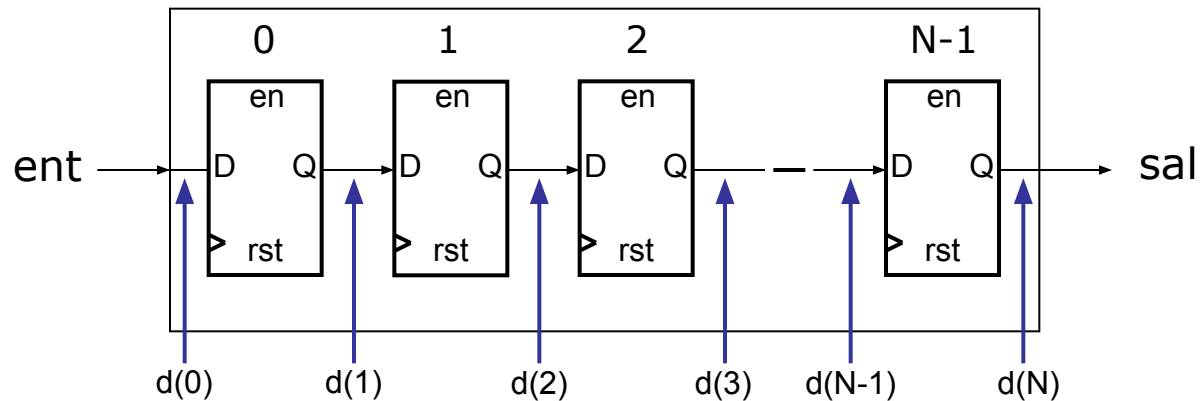 0 1 2 N-1
en en en en
ent D Q D Q D Q D Q sal
rst rst rst rst
d(0) d(1) d(2) d(3) d(N-1) d(N)